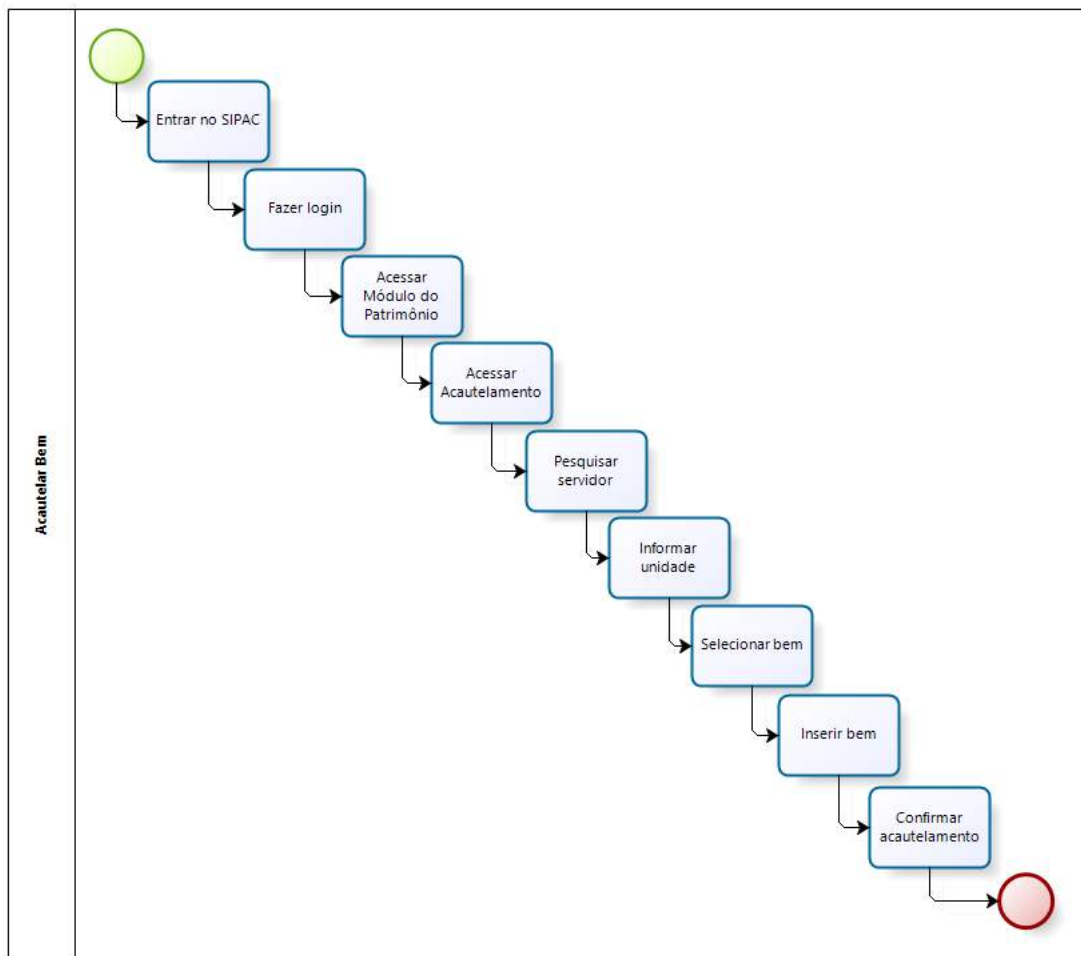 Acautelar Bem
Entrar no SIPAC
Fazer login
Acessar
Módulo do
Patrimônio
Acessar
Acautelamento
Pesquisar
servidor
Informar
unidade
Selecionar bem
Inserir bem
Confirmar
acautelamento